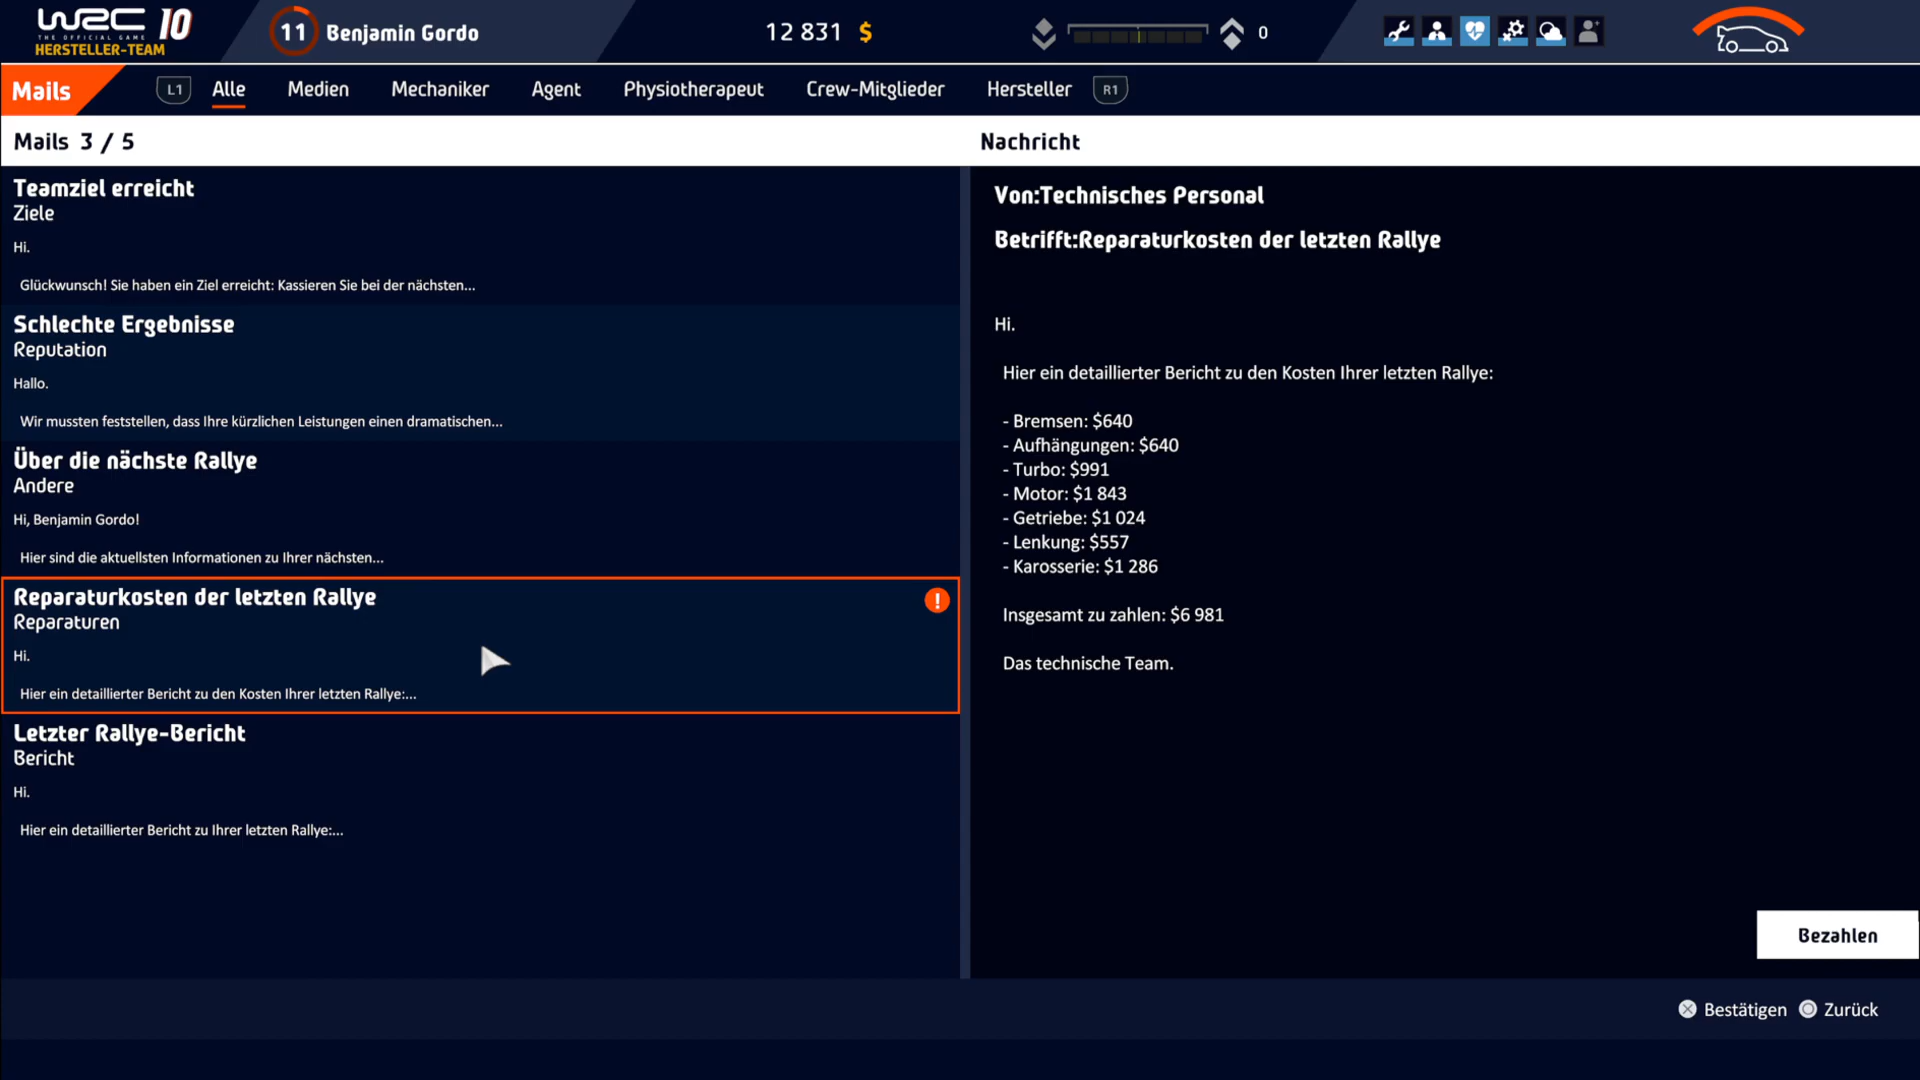 WRC 10
THE OFFICIAL GAME
HERSTELLER-TEAM
11
Benjamin Gordo
12 831 $
0
Mails
L1
Alle
Medien
Mechaniker
Agent
Physiotherapeut
Crew-Mitglieder
Hersteller
R1
Mails 3 / 5
Teamziel erreicht
Ziele
Hi.
Glückwunsch! Sie haben ein Ziel erreicht: Kassieren Sie bei der nächsten...
Schlechte Ergebnisse
Reputation
Hallo.
Wir mussten feststellen, dass Ihre kürzlichen Leistungen einen dramatischen...
Über die nächste Rallye
Andere
Hi, Benjamin Gordo!
Hier sind die aktuellsten Informationen zu Ihrer nächsten...
Reparaturkosten der letzten Rallye
!
Reparaturen
Hi.
Hier ein detaillierter Bericht zu den Kosten Ihrer letzten Rallye:...
Letzter Rallye-Bericht
Bericht
Hi.
Hier ein detaillierter Bericht zu Ihrer letzten Rallye:...
Nachricht
Von:Technisches Personal
Betrifft:Reparaturkosten der letzten Rallye
Hi.
Hier ein detaillierter Bericht zu den Kosten Ihrer letzten Rallye:
- Bremsen: $640
- Aufhängungen: $640
- Turbo: $991
- Motor: $1 843
- Getriebe: $1 024
- Lenkung: $557
- Karosserie: $1 286
Insgesamt zu zahlen: $6 981
Das technische Team.
Bezahlen
Bestätigen
Zurück